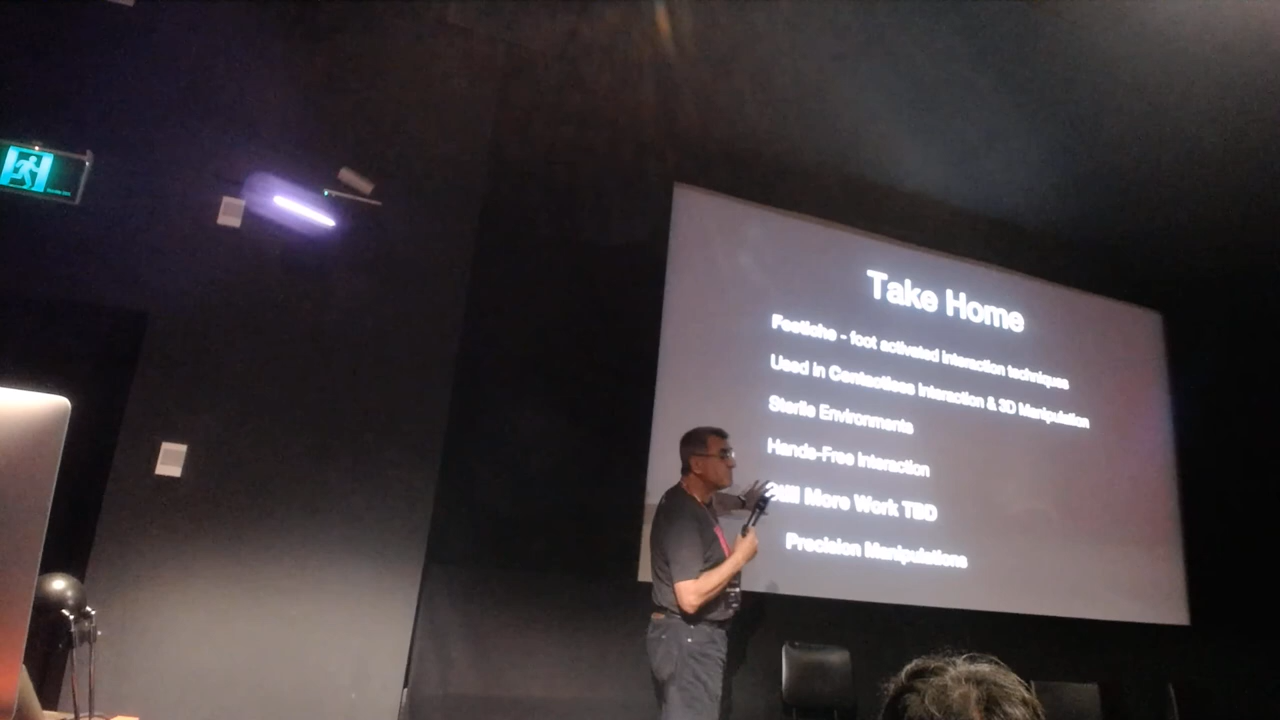 Take Home
Feetiche - foot activated interaction techniques
Used in Contactless Interaction & 3D Manipulation
Sterile Environments
Hands-Free Interaction
Still More Work TBD
Precision Manipulations